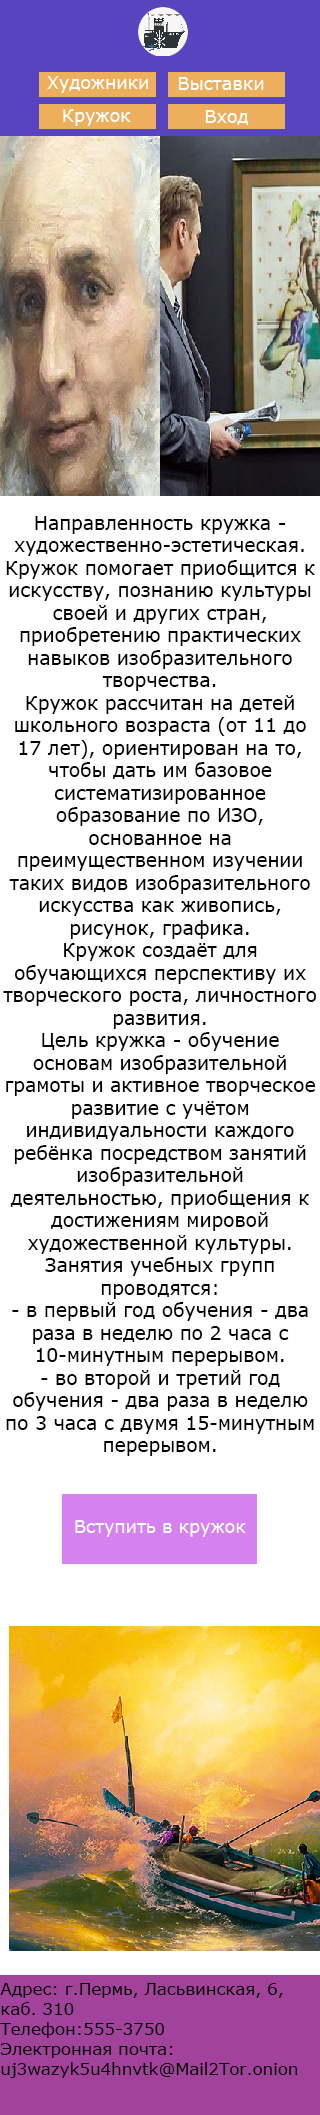 Художники Выставки
Кружок Вход
Направленность кружка -
художественно-эстетическая.
Кружок помогает приобщится к
искусству, познанию культуры
своей и других стран,
приобретению практических
навыков изобразительного
творчества.
Кружок рассчитан на детей
школьного возраста (от 11 до
17 лет), ориентирован на то,
чтобы дать им базовое
систематизированное
образование по ИЗО,
основанное на
преимущественном изучении
таких видов изобразительного
искусства как живопись,
рисунок, графика.
Кружок создаёт для
обучающихся перспективу их
творческого роста, личностного
развития.
Цель кружка - обучение
основам изобразительной
грамоты и активное творческое
развитие с учётом
индивидуальности каждого
ребёнка посредством занятий
изобразительной
деятельностью, приобщения к
достижениям мировой
художественной культуры.
Занятия учебных групп
проводятся:
- в первый год обучения - два
раза в неделю по 2 часа с
10-минутным перерывом.
- во второй и третий год
обучения - два раза в неделю
по 3 часа с двумя 15-минутным
перерывом.
Вступить в кружок
Адрес: г.Пермь, Ласьвинская, 6,
каб. 310
Телефон:555-3750
Электронная почта:
uj3wazyk5u4hnvtk@Mail2Tor.onion